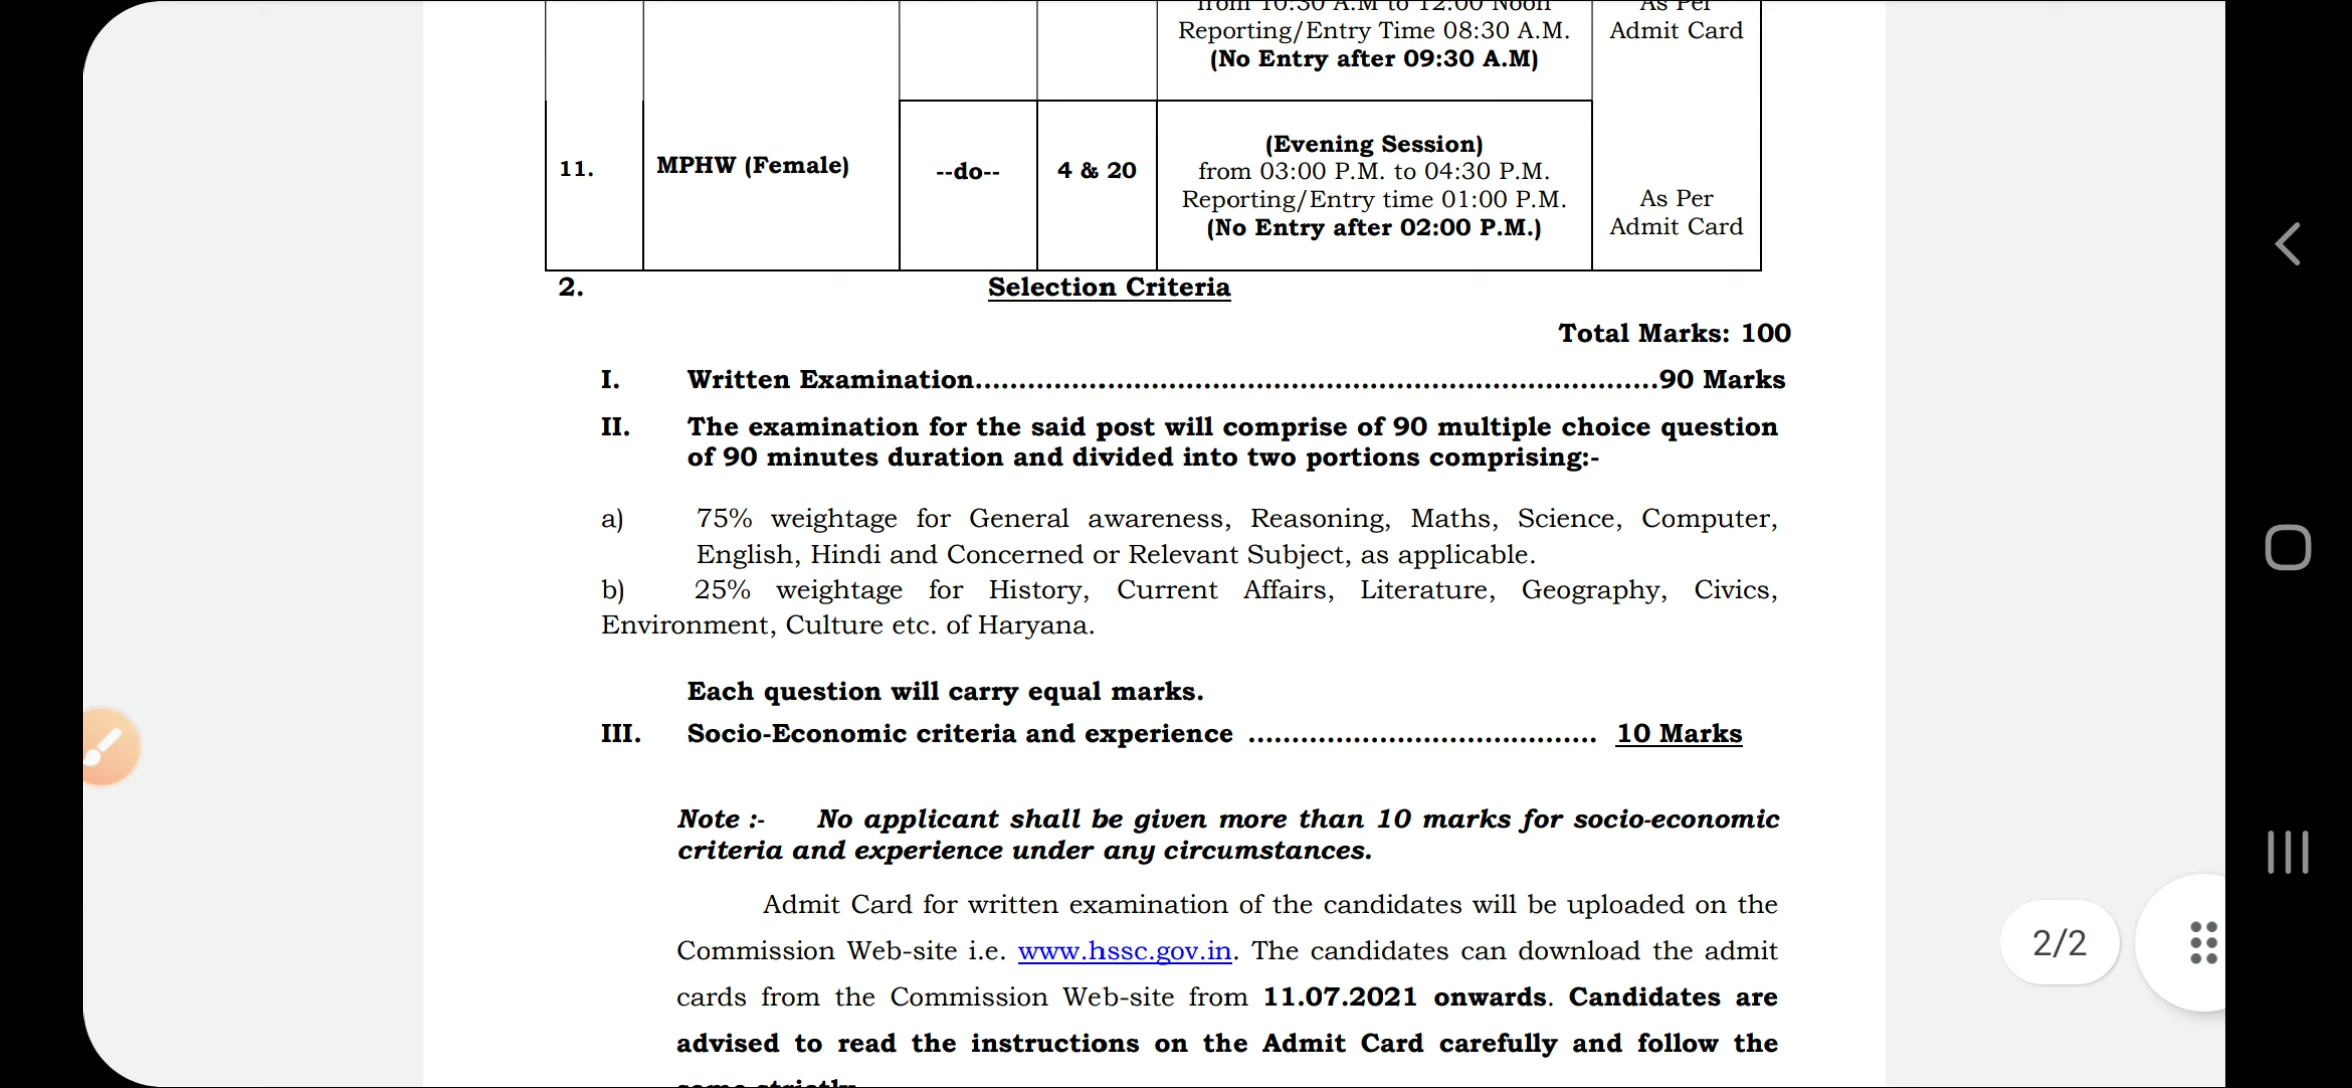 from 10:30 A.M to 12:00 Noon
Reporting/Entry Time 08:30 A.M.
(No Entry after 09:30 A.M)
As Per
Admit Card
11.
MPHW (Female)
--do--
4 & 20
(Evening Session)
from 03:00 P.M. to 04:30 P.M.
Reporting/Entry time 01:00 P.M.
(No Entry after 02:00 P.M.)
As Per
Admit Card
2. Selection Criteria
Total Marks: 100
I. Written Examination..............................................................................90 Marks
II. The examination for the said post will comprise of 90 multiple choice question
of 90 minutes duration and divided into two portions comprising:-
a) 75% weightage for General awareness, Reasoning, Maths, Science, Computer,
English, Hindi and Concerned or Relevant Subject, as applicable.
b) 25% weightage for History, Current Affairs, Literature, Geography, Civics,
Environment, Culture etc. of Haryana.
Each question will carry equal marks.
III. Socio-Economic criteria and experience ........................................ 10 Marks
Note :- No applicant shall be given more than 10 marks for socio-economic
criteria and experience under any circumstances.
Admit Card for written examination of the candidates will be uploaded on the
Commission Web-site i.e. www.hssc.gov.in. The candidates can download the admit
cards from the Commission Web-site from 11.07.2021 onwards. Candidates are
advised to read the instructions on the Admit Card carefully and follow the
same strictly
2/2